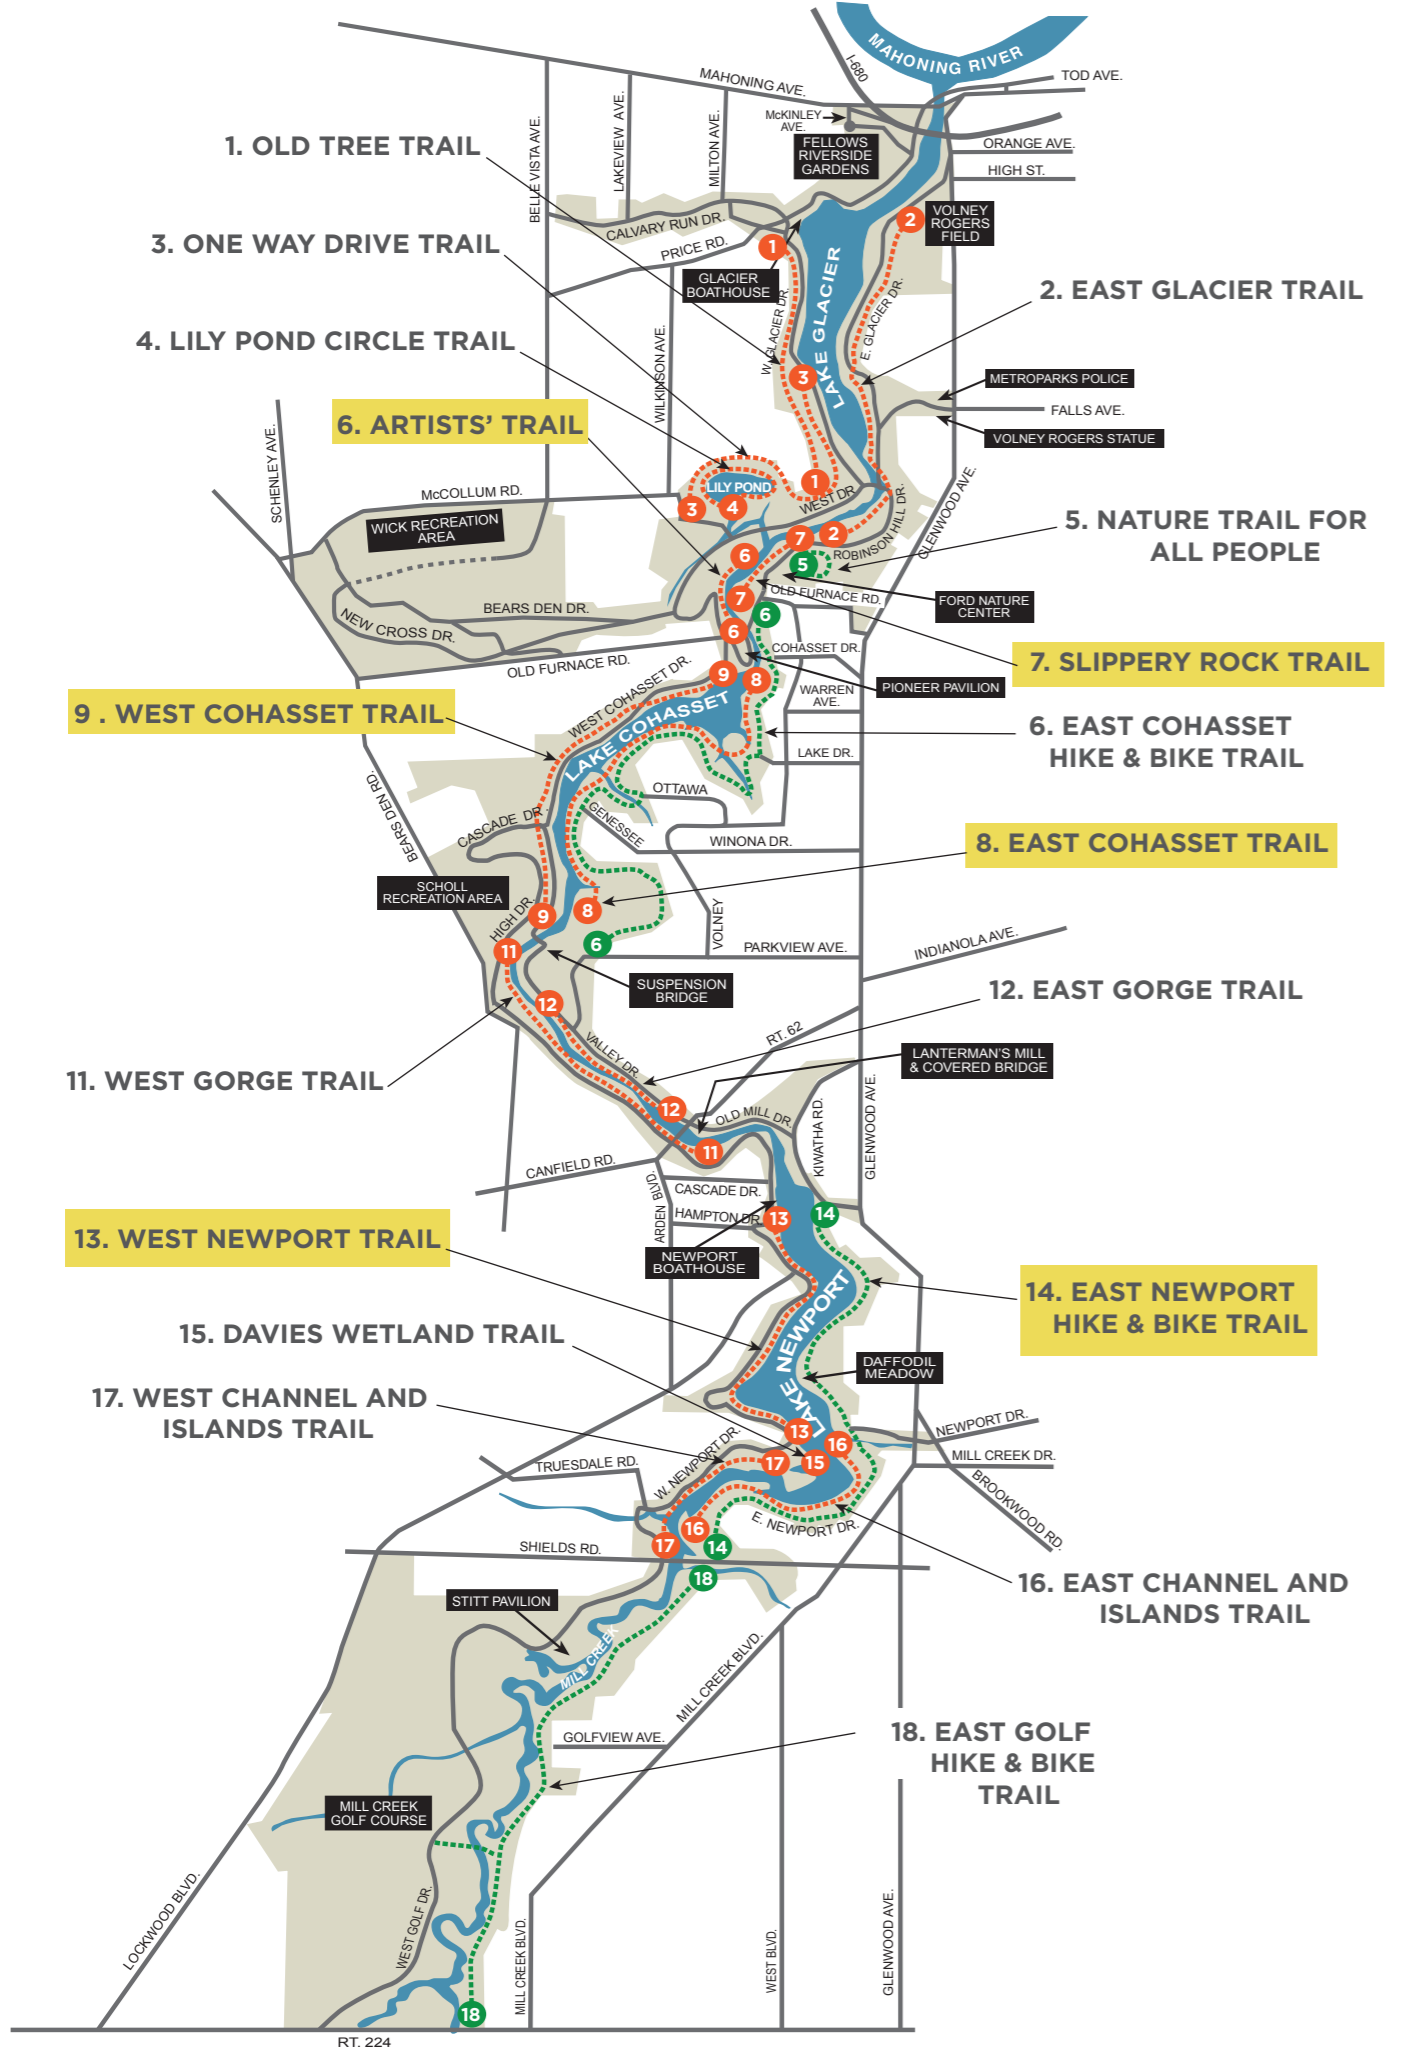 MAHONING RIVER
I-680
TOD AVE.
MAHONING AVE.
McKINLEY
AVE.
ORANGE AVE.
HIGH ST.
FELLOWS
RIVERSIDE
GARDENS
BELLE VISTA AVE.
LAKEVIEW AVE.
MILTON AVE.
1. OLD TREE TRAIL
CALVARY RUN DR.
PRICE RD.
2
VOLNEY
ROGERS
FIELD
3. ONE WAY DRIVE TRAIL
1
GLACIER
BOATHOUSE
LAKE GLACIER
W. GLACIER DR.
E. GLACIER DR.
2. EAST GLACIER TRAIL
4. LILY POND CIRCLE TRAIL
WILKINSON AVE.
3
METROPARKS POLICE
FALLS AVE.
VOLNEY ROGERS STATUE
6. ARTISTS' TRAIL
SCHENLEY AVE.
McCOLLUM RD.
LILY POND
1
3
4
WEST DR.
WICK RECREATION
AREA
GLENWOOD AVE.
ROBINSON HILL DR.
7
2
5. NATURE TRAIL FOR
ALL PEOPLE
6
5
OLD FURNACE RD.
FORD NATURE
CENTER
7
6
BEARS DEN DR.
NEW CROSS DR.
6
COHASSET DR.
OLD FURNACE RD.
7. SLIPPERY ROCK TRAIL
9
8
PIONEER PAVILION
WARREN
AVE.
9 . WEST COHASSET TRAIL
WEST COHASSET DR.
LAKE COHASSET
6. EAST COHASSET
HIKE & BIKE TRAIL
LAKE DR.
OTTAWA
GENESSEE
WINONA DR.
BEARS DEN RD.
CASCADE DR.
8. EAST COHASSET TRAIL
SCHOLL
RECREATION AREA
HIGH DR.
9
8
VOLNEY
6
11
PARKVIEW AVE.
INDIANOLA AVE.
SUSPENSION
BRIDGE
12
12. EAST GORGE TRAIL
RT. 62
VALLEY DR.
LANTERMAN'S MILL
& COVERED BRIDGE
11. WEST GORGE TRAIL
12
OLD MILL DR.
KIWATHA RD.
GLENWOOD AVE.
11
CANFIELD RD.
ARDEN BLVD.
CASCADE DR.
HAMPTON DR.
13
14
13. WEST NEWPORT TRAIL
NEWPORT
BOATHOUSE
LAKE NEWPORT
14. EAST NEWPORT
HIKE & BIKE TRAIL
15. DAVIES WETLAND TRAIL
DAFFODIL
MEADOW
17. WEST CHANNEL AND
ISLANDS TRAIL
13
16
NEWPORT DR.
MILL CREEK DR.
W. NEWPORT DR.
17
15
TRUESDALE RD.
BROOKWOOD RD.
E. NEWPORT DR.
16
17
14
SHIELDS RD.
18
16. EAST CHANNEL AND
ISLANDS TRAIL
STITT PAVILION
MILL CREEK
MILL CREEK BLVD.
GOLFVIEW AVE.
18. EAST GOLF
HIKE & BIKE
TRAIL
MILL CREEK
GOLF COURSE
LOCKWOOD BLVD.
WEST GOLF DR.
MILL CREEK BLVD.
WEST BLVD.
GLENWOOD AVE.
18
RT. 224